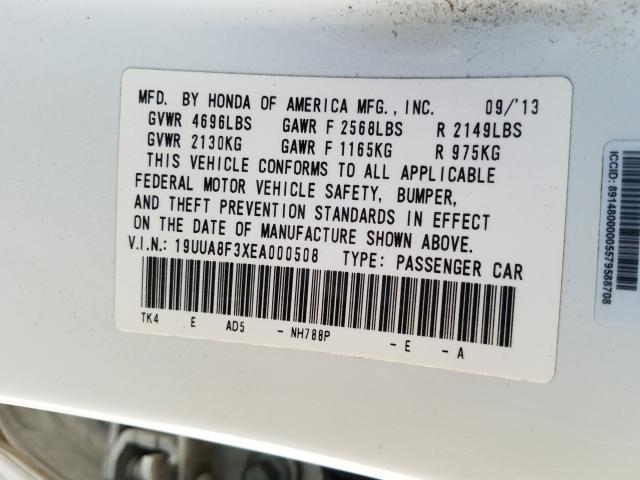 MFD. BY HONDA OF AMERICA MFG., INC. 09/'13
GVWR 4696LBS GAWR F 2568LBS R 2149LBS
GVWR 2130KG GAWR F 1165KG R 975KG
THIS VEHICLE CONFORMS TO ALL APPLICABLE
FEDERAL MOTOR VEHICLE SAFETY, BUMPER,
AND THEFT PREVENTION STANDARDS IN EFFECT
ON THE DATE OF MANUFACTURE SHOWN ABOVE.
V.I.N.: 19UUA8F3XEA000508 TYPE: PASSENGER CAR
TK4 E AD5 - NH788P - E - A
ICCID: 89148000005579588708